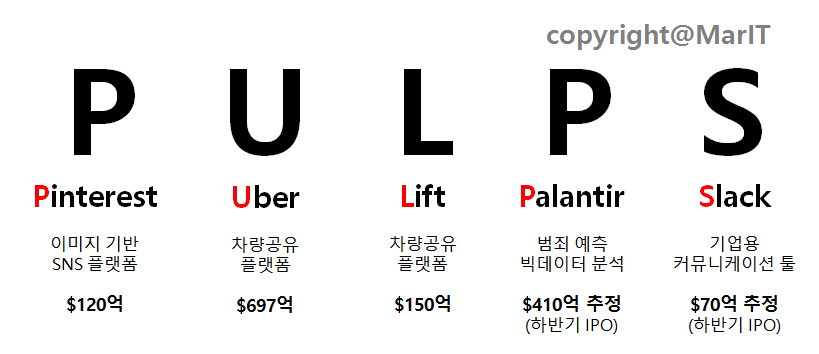 copyright@MarIT
P U L P S
Pinterest Uber Lift Palantir Slack
이미지 기반 차량공유 차량공유 범죄 예측 기업용
SNS 플랫폼 플랫폼 플랫폼 빅데이터 분석 커뮤니케이션 툴
$120억 $697억 $150억 $410억 추정 $70억 추정
(하반기 IPO) (하반기 IPO)